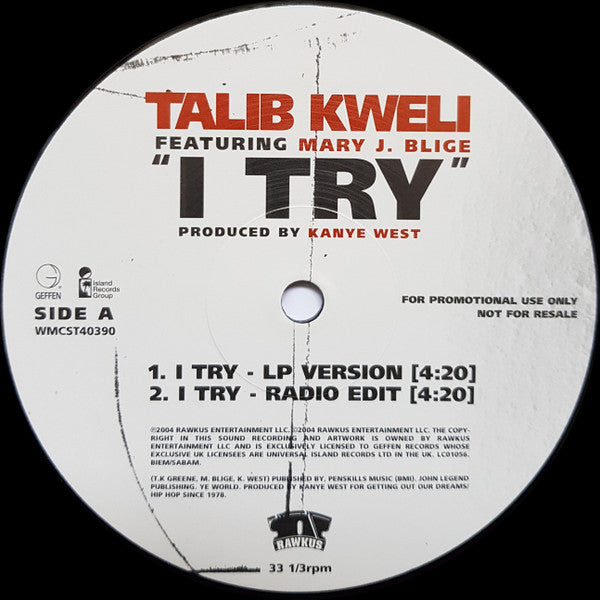 TALIB KWELI
FEATURING MARY J. BLIGE
"I TRY"
PRODUCED BY KANYE WEST
GEFFEN
Island
Records
Group
SIDE A
WMCST40390
FOR PROMOTIONAL USE ONLY
NOT FOR RESALE
1. I TRY - LP VERSION [4:20]
2. I TRY - RADIO EDIT [4:20]
℗2004 RAWKUS ENTERTAINMENT LLC. ©2004 RAWKUS ENTERTAINMENT LLC. THE COPY-
RIGHT IN THIS SOUND RECORDING AND ARTWORK IS OWNED BY RAWKUS
ENTERTAINMENT LLC AND IS EXCLUSIVELY LICENSED TO GEFFEN RECORDS WHOSE
EXCLUSIVE UK LICENSEES ARE UNIVERSAL ISLAND RECORDS LTD IN THE UK. LC01056.
BIEM/SABAM.
(T.K GREENE, M. BLIGE, K. WEST) PUBLISHED BY, PENSKILLS MUSIC (BMI). JOHN LEGEND
PUBLISHING. YE WORLD. PRODUCED BY KANYE WEST FOR GETTING OUT OUR DREAMS/
HIP HOP SINCE 1978.
RAWKUS
33 1/3rpm